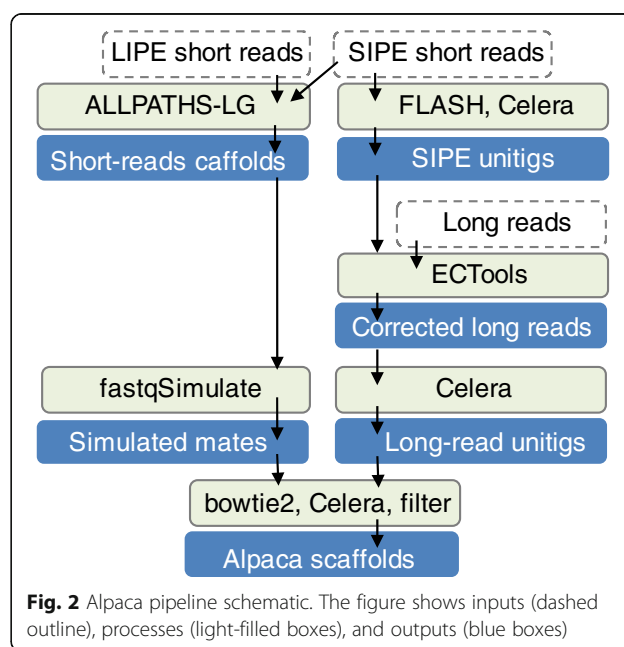 LIPE short reads SIPE short reads
ALLPATHS-LG FLASH, Celera
Short-reads caffolds SIPE unitigs
Long reads
ECTools
Corrected long reads
fastqSimulate Celera
Simulated mates Long-read unitigs
bowtie2, Celera, filter
Alpaca scaffolds
Fig. 2 Alpaca pipeline schematic. The figure shows inputs (dashed
outline), processes (light-filled boxes), and outputs (blue boxes)